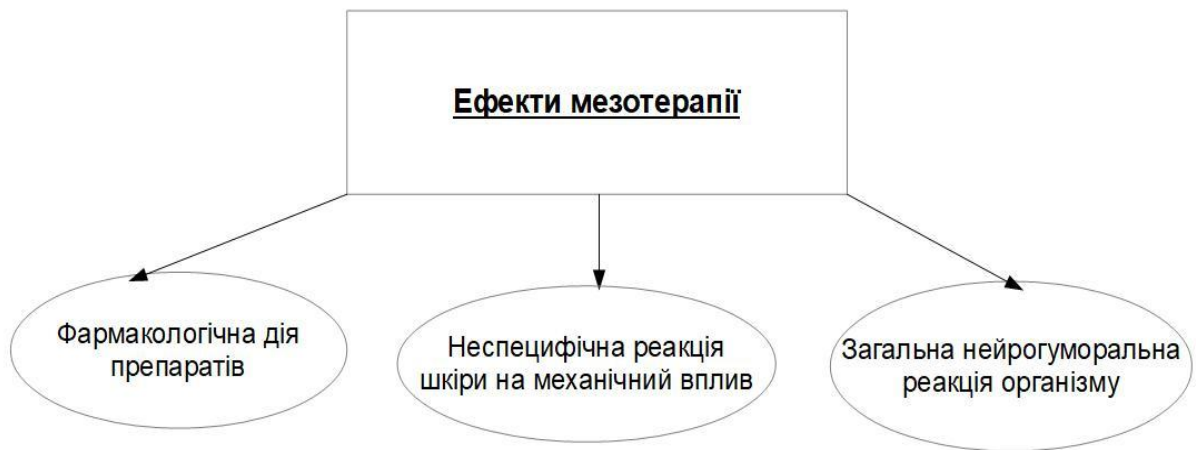 Ефекти мезотерапії
Фармакологічна дія
препаратів
Неспецифічна реакція
шкіри на механічний вплив
Загальна нейрогуморальна
реакція організму